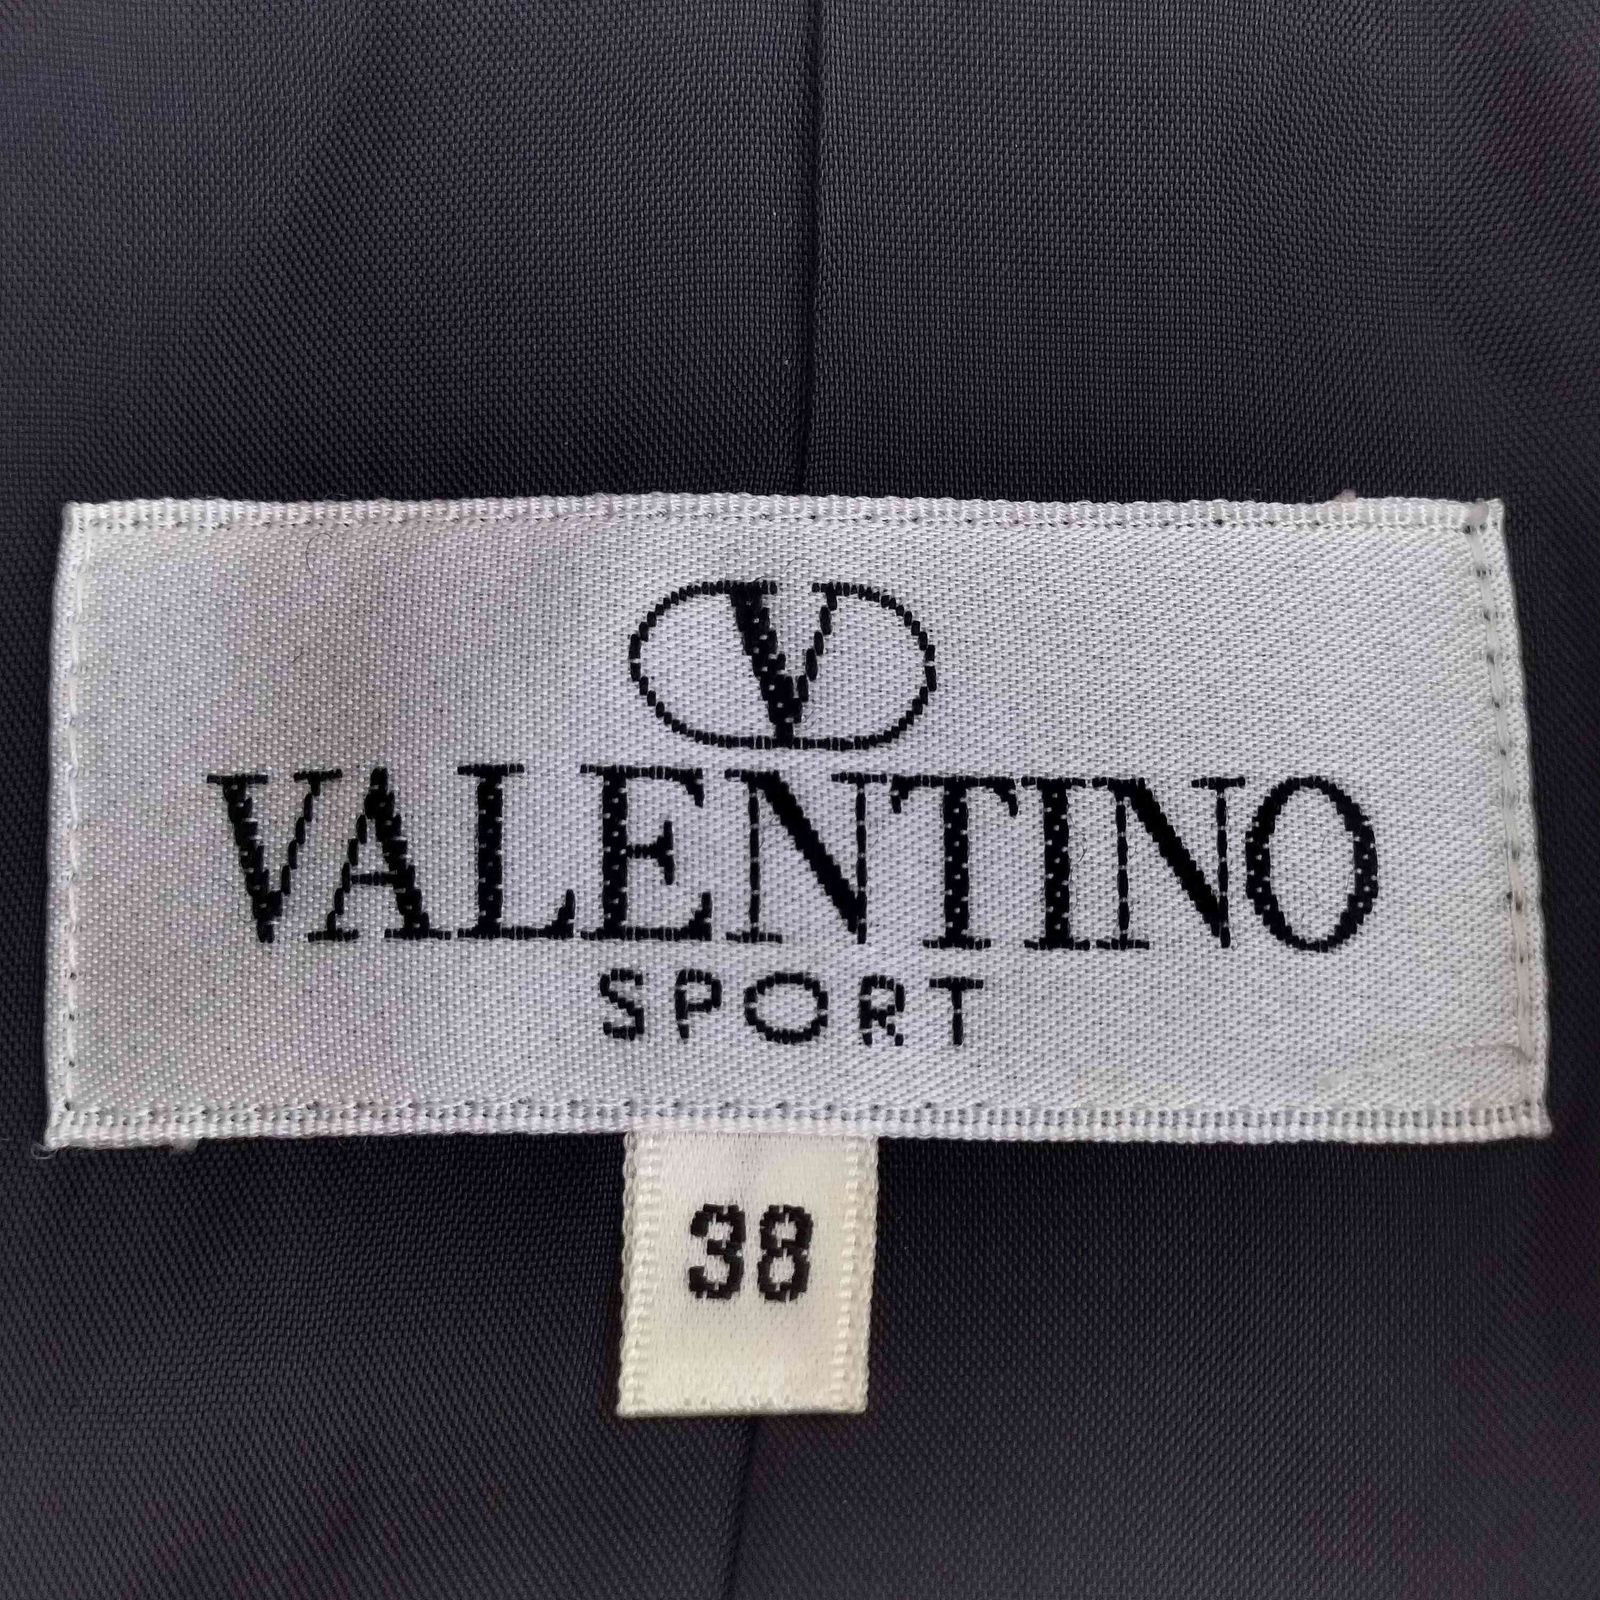 V
VALENTINO
SPORT
38